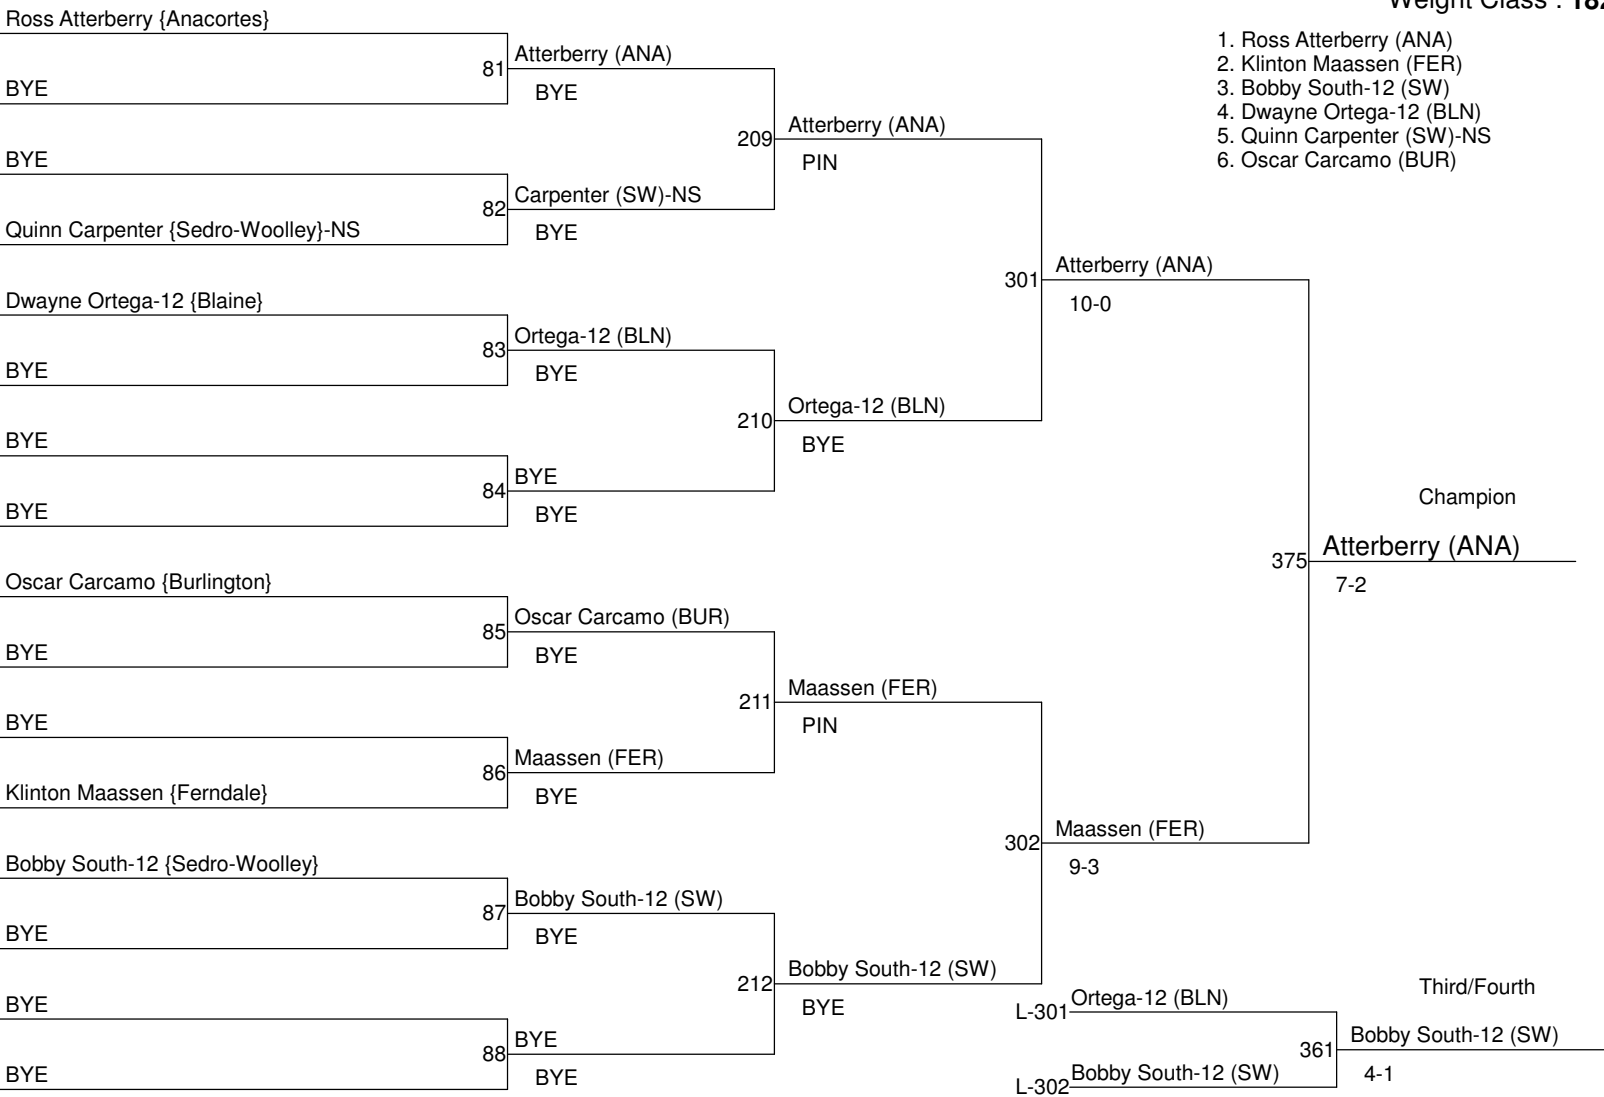 Ross Atterberry {Anacortes}
BYE
BYE
Quinn Carpenter {Sedro-Woolley}-NS
Dwayne Ortega-12 {Blaine}
BYE
BYE
BYE
Oscar Carcamo {Burlington}
BYE
BYE
Klinton Maassen {Ferndale}
Bobby South-12 {Sedro-Woolley}
BYE
BYE
BYE
81
Atterberry (ANA)
BYE
82
Carpenter (SW)-NS
BYE
83
Ortega-12 (BLN)
BYE
84
BYE
BYE
85
Oscar Carcamo (BUR)
BYE
86
Maassen (FER)
BYE
87
Bobby South-12 (SW)
BYE
88
BYE
BYE
209
Atterberry (ANA)
PIN
210
Ortega-12 (BLN)
BYE
211
Maassen (FER)
PIN
212
Bobby South-12 (SW)
BYE
301
Atterberry (ANA)
10-0
302
Maassen (FER)
9-3
Champion
375
Atterberry (ANA)
7-2
L-301
Ortega-12 (BLN)
L-302
Bobby South-12 (SW)
Third/Fourth
361
Bobby South-12 (SW)
4-1
Weight Class :
1. Ross Atterberry (ANA)
2. Klinton Maassen (FER)
3. Bobby South-12 (SW)
4. Dwayne Ortega-12 (BLN)
5. Quinn Carpenter (SW)-NS
6. Oscar Carcamo (BUR)